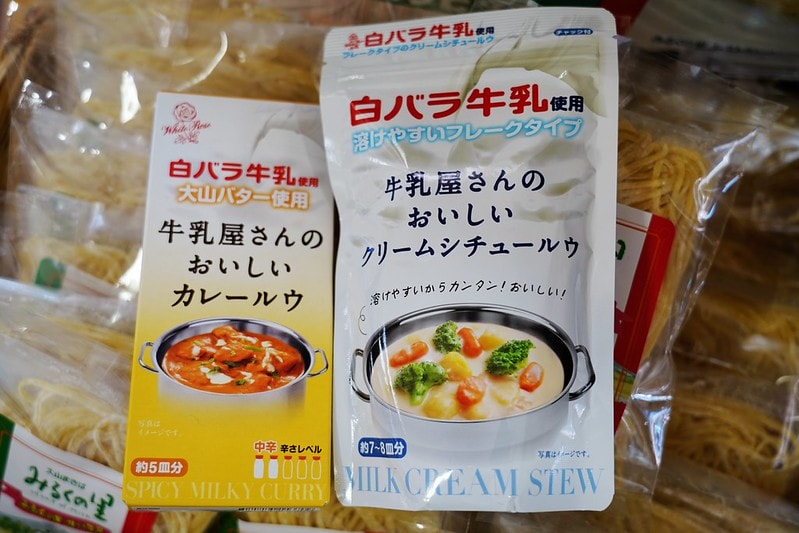 White Rose
白バラ牛乳使用
大山バター使用
牛乳屋さんの
おいしい
カレールウ
写真は
イメージです。
中辛 辛さレベル
約5皿分
SPICY MILKY CURRY
白バラ牛乳使用
フレークタイプのクリームシチュールウ
チャック付
白バラ牛乳使用
溶けやすいフレークタイプ
牛乳屋さんの
おいしい
クリームシチュールウ
溶けやすいからカンタン!おいしい!
写真はイメージです。
約7~8皿分
MILK CREAM STEW
みるくの里